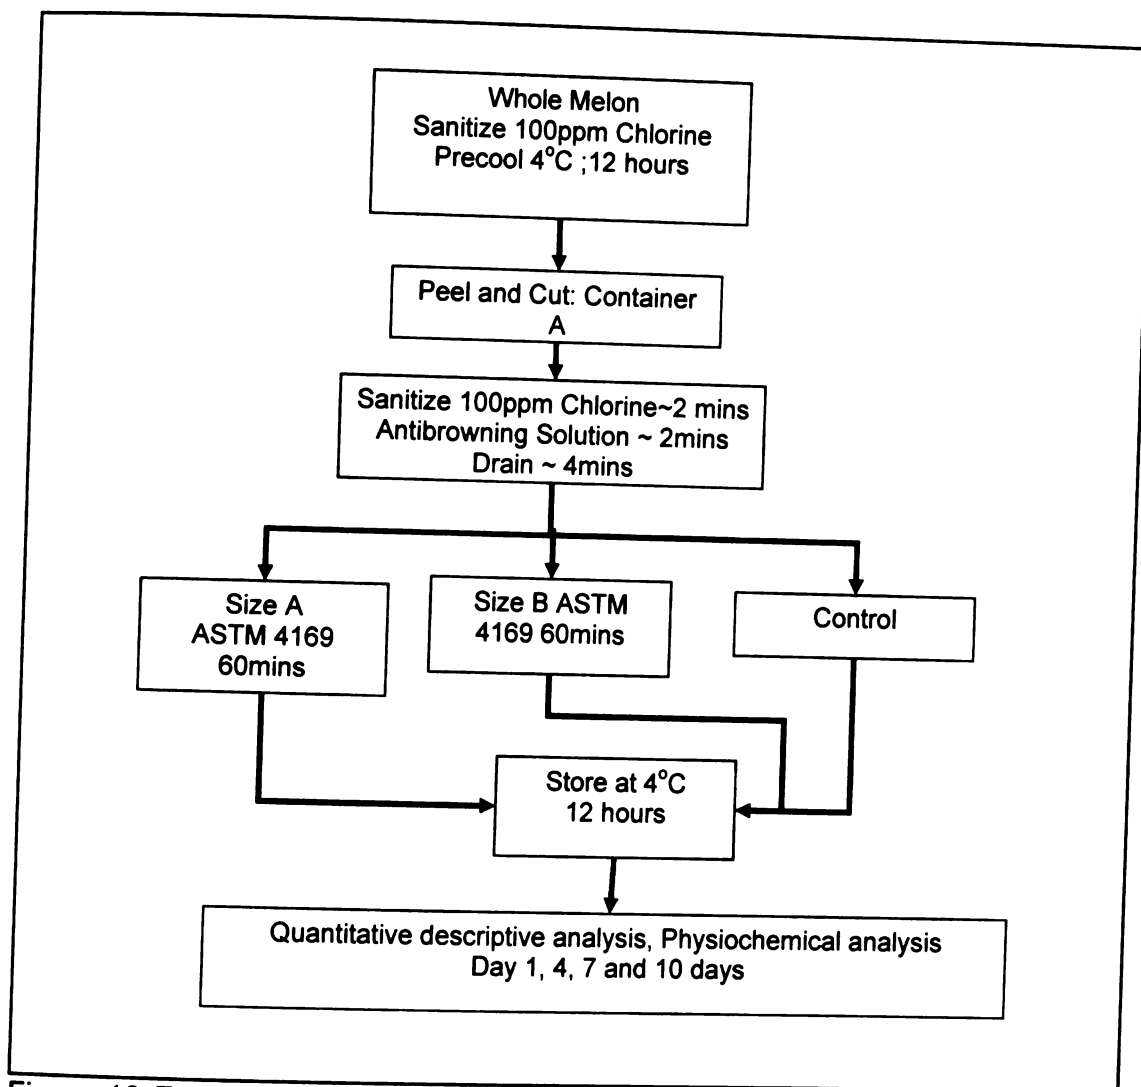 Whole Melon
Sanitize 100ppm Chlorine
Precool 4°C ;12 hours
Peel and Cut: Container
A
Sanitize 100ppm Chlorine~2 mins
Antibrowning Solution ~ 2mins
Drain ~ 4mins
Size A
ASTM 4169
60mins
Size B ASTM
4169 60mins
Control
Store at 4°C
12 hours
Quantitative descriptive analysis, Physiochemical analysis
Day 1, 4, 7 and 10 days